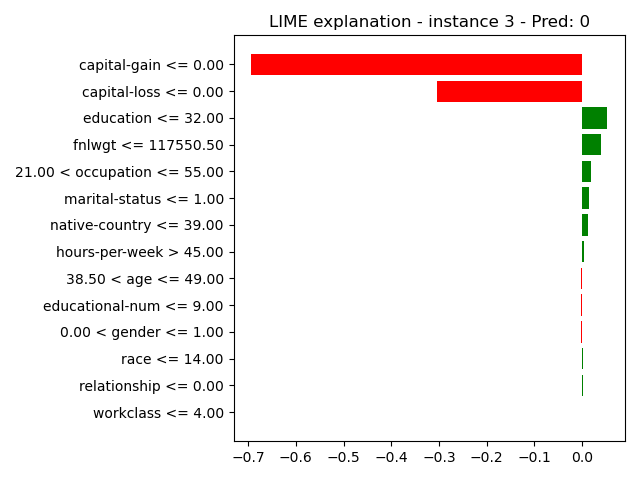 LIME explanation - instance 3 - Pred: 0
capital-gain <= 0.00
capital-loss <= 0.00
education <= 32.00
fnlwgt <= 117550.50
21.00 < occupation <= 55.00
marital-status <= 1.00
native-country <= 39.00
hours-per-week > 45.00
38.50 < age <= 49.00
educational-num <= 9.00
0.00 < gender <= 1.00
race <= 14.00
relationship <= 0.00
workclass <= 4.00
−0.7 −0.6 −0.5 −0.4 −0.3 −0.2 −0.1 0.0